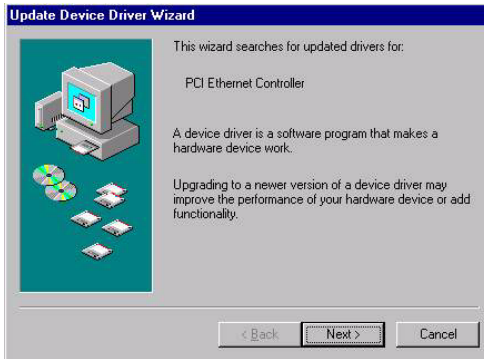 Update Device Driver Wizard
This wizard searches for updated drivers for:
PCI Ethernet Controller
A device driver is a software program that makes a
hardware device work.
Upgrading to a newer version of a device driver may
improve the performance of your hardware device or add
functionality.
< Back
Next >
Cancel